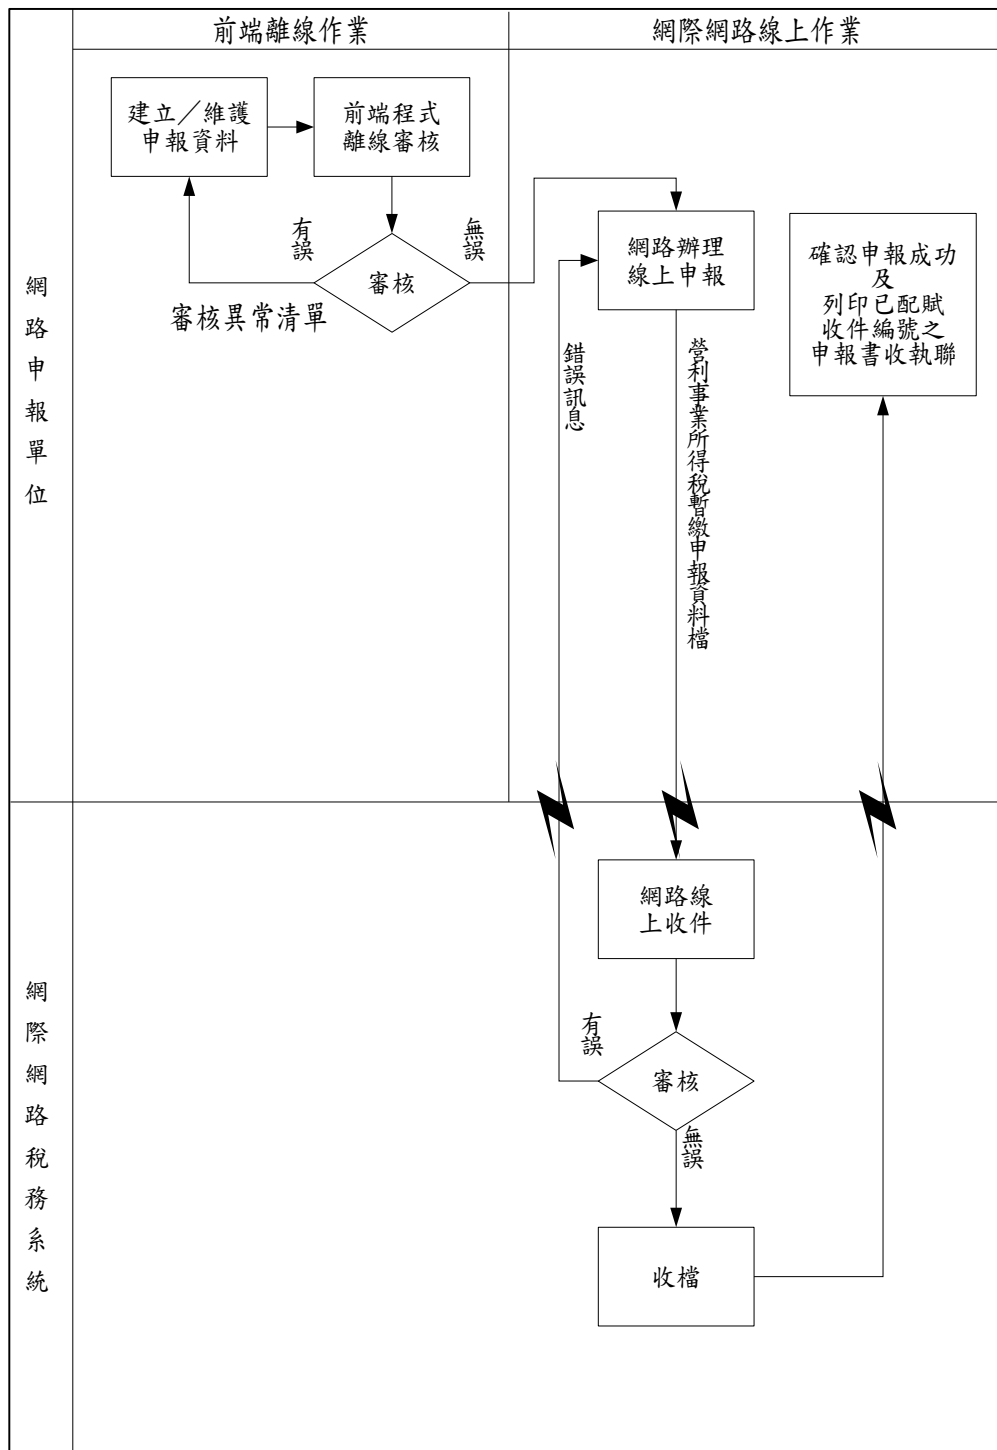 前端離線作業
網際網路線上作業
網路申報單位
建立／維護
申報資料
前端程式
離線審核
有誤
審核
無誤
審核異常清單
網路辦理
線上申報
確認申報成功
及
列印已配賦
收件編號之
申報書收執聯
錯誤訊息
營利事業所得稅暫繳申報資料檔
網際網路稅務系統
網路線
上收件
有誤
審核
無誤
收檔